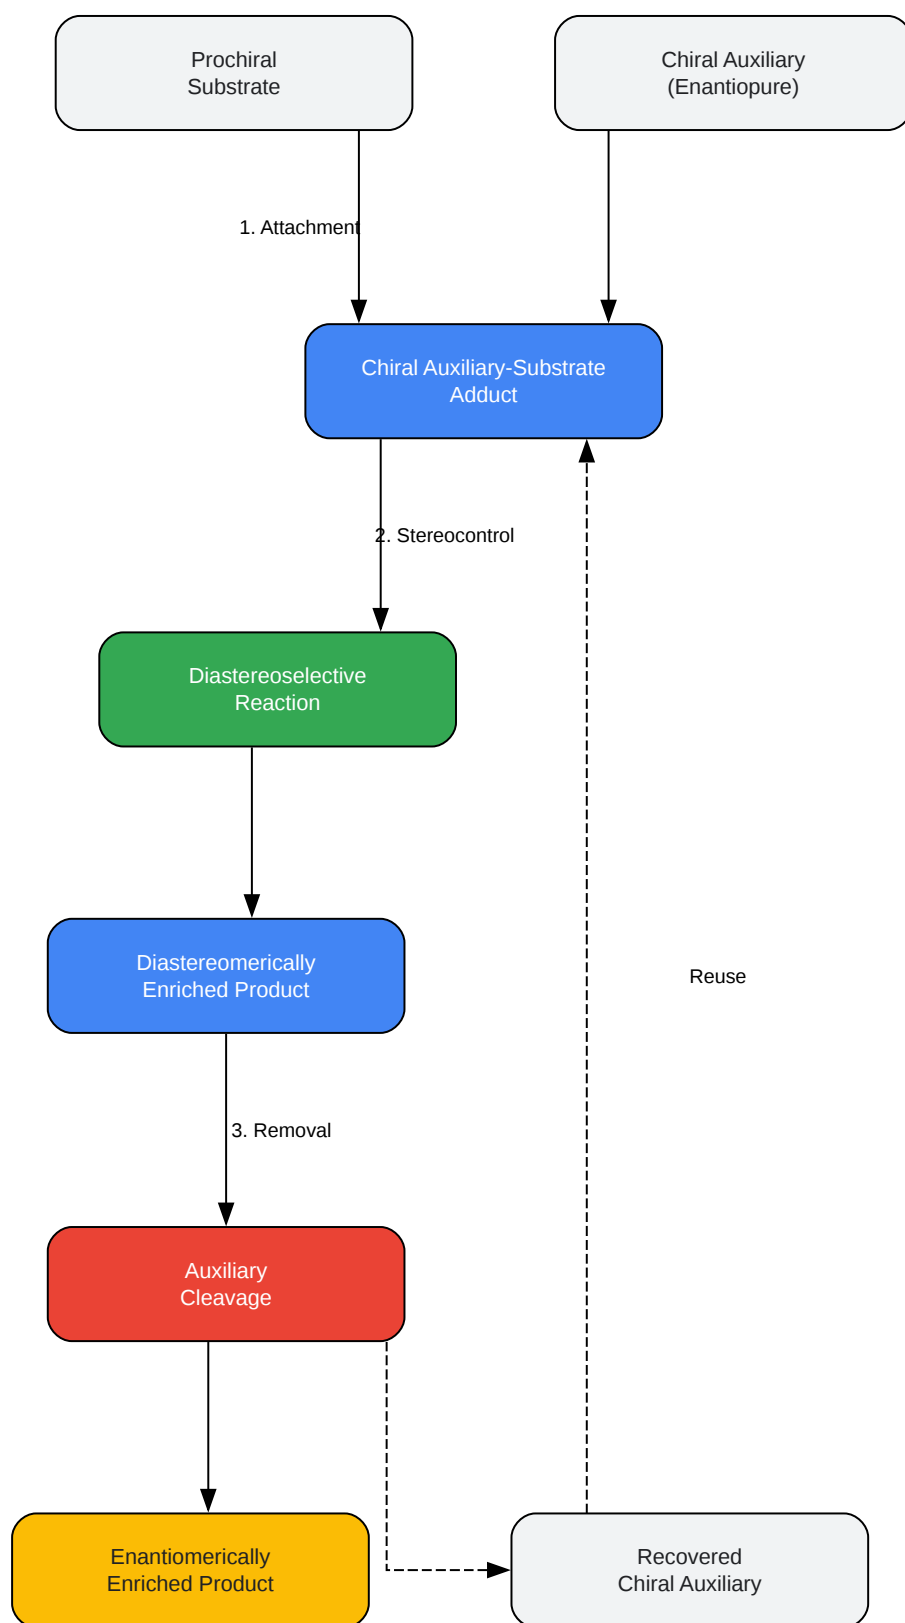 Prochiral
Substrate
Chiral Auxiliary
(Enantiopure)
1. Attachment
Chiral Auxiliary-Substrate
Adduct
2. Stereocontrol
Diastereoselective
Reaction
Diastereomerically
Enriched Product
Reuse
3. Removal
Auxiliary
Cleavage
Enantiomerically
Enriched Product
Recovered
Chiral Auxiliary